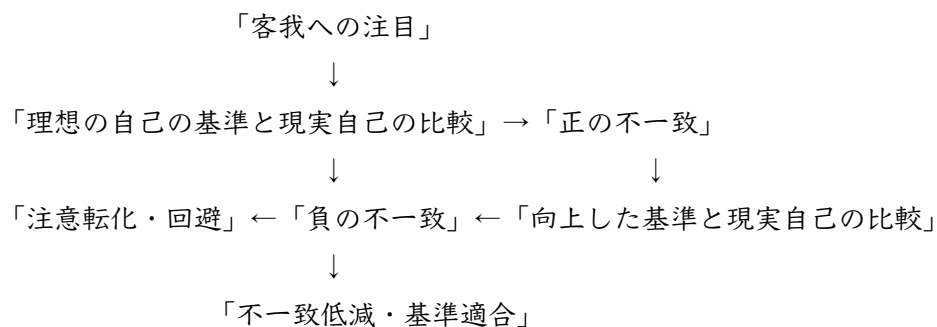 「客我への注目」
↓
「理想の自己の基準と現実自己の比較」→「正の不一致」
↓ ↓
「注意転化・回避」←「負の不一致」←「向上した基準と現実自己の比較」
↓
「不一致低減・基準適合」